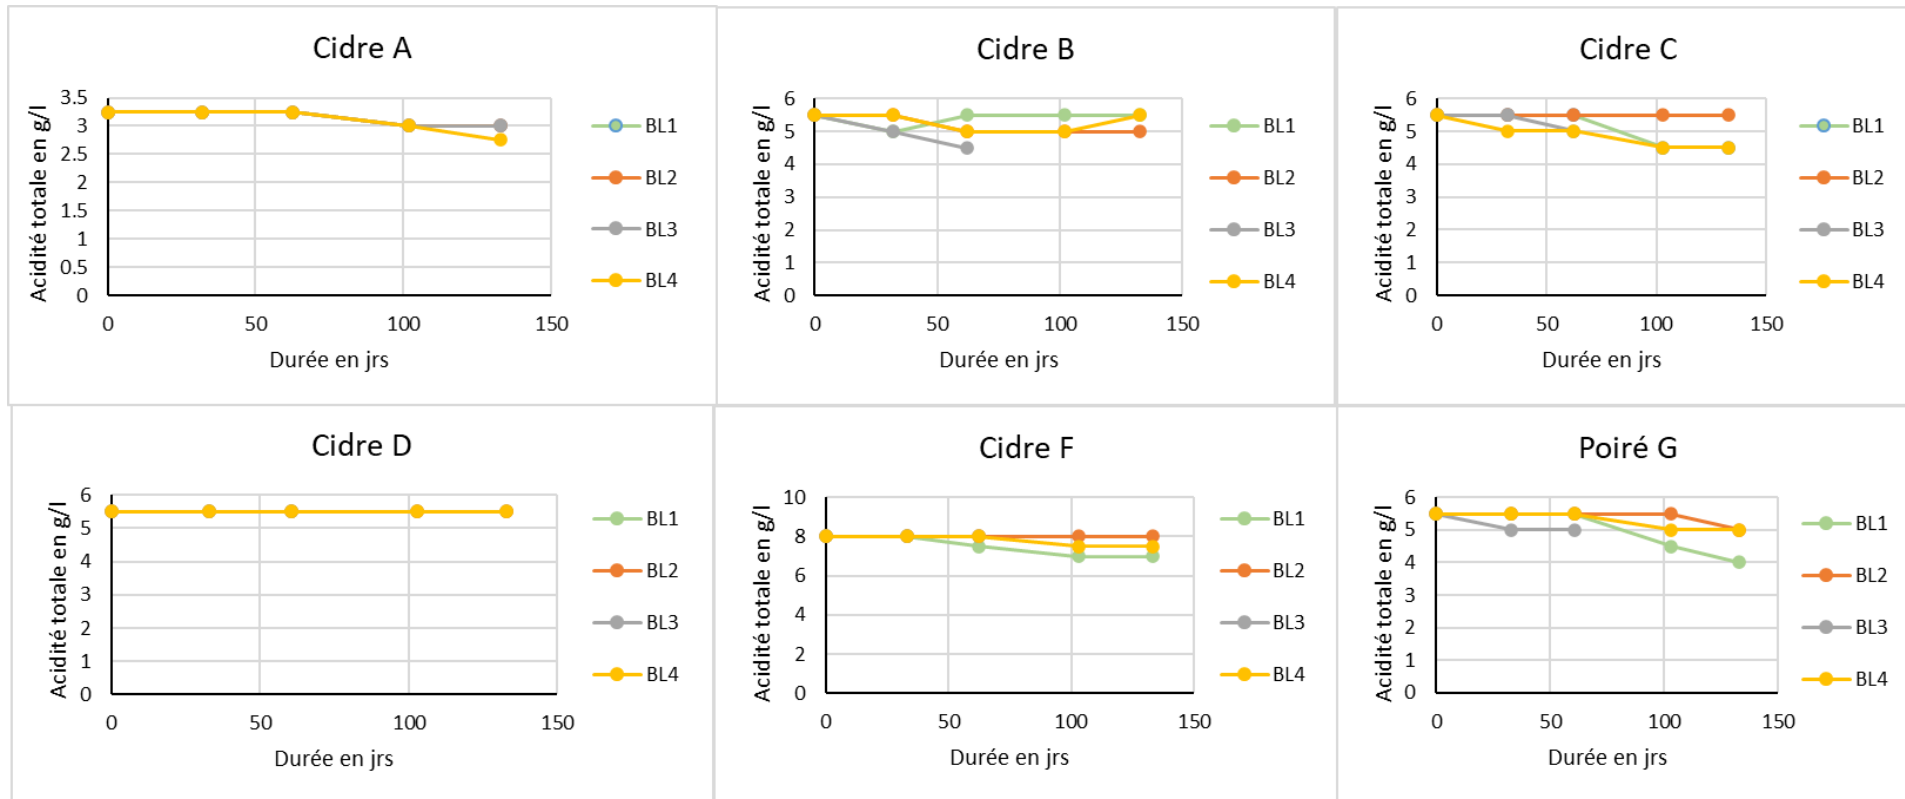 Cidre A
Acidité totale en g/l
3.5
3
2.5
2
1.5
1
0.5
0
0 50 100 150
Durée en jrs
BL1
BL2
BL3
BL4
Cidre B
Acidité totale en g/l
6
5
4
3
2
1
0
0 50 100 150
Durée en jrs
BL1
BL2
BL3
BL4
Cidre C
Acidité totale en g/l
6
5
4
3
2
1
0
0 50 100 150
Durée en jrs
BL1
BL2
BL3
BL4
Cidre D
Acidité totale en g/l
6
5
4
3
2
1
0
0 50 100 150
Durée en jrs
BL1
BL2
BL3
BL4
Cidre F
Acidité totale en g/l
10
8
6
4
2
0
0 50 100 150
Durée en jrs
BL1
BL2
BL3
BL4
Poiré G
Acidité totale en g/l
6
5
4
3
2
1
0
0 50 100 150
Durée en jrs
BL1
BL2
BL3
BL4